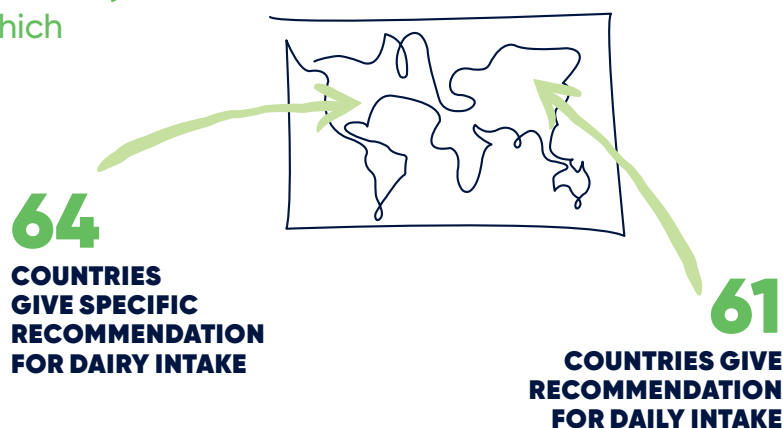 hich
64
COUNTRIES
GIVE SPECIFIC
RECOMMENDATION
FOR DAIRY INTAKE
61
COUNTRIES GIVE
RECOMMENDATION
FOR DAILY INTAKE